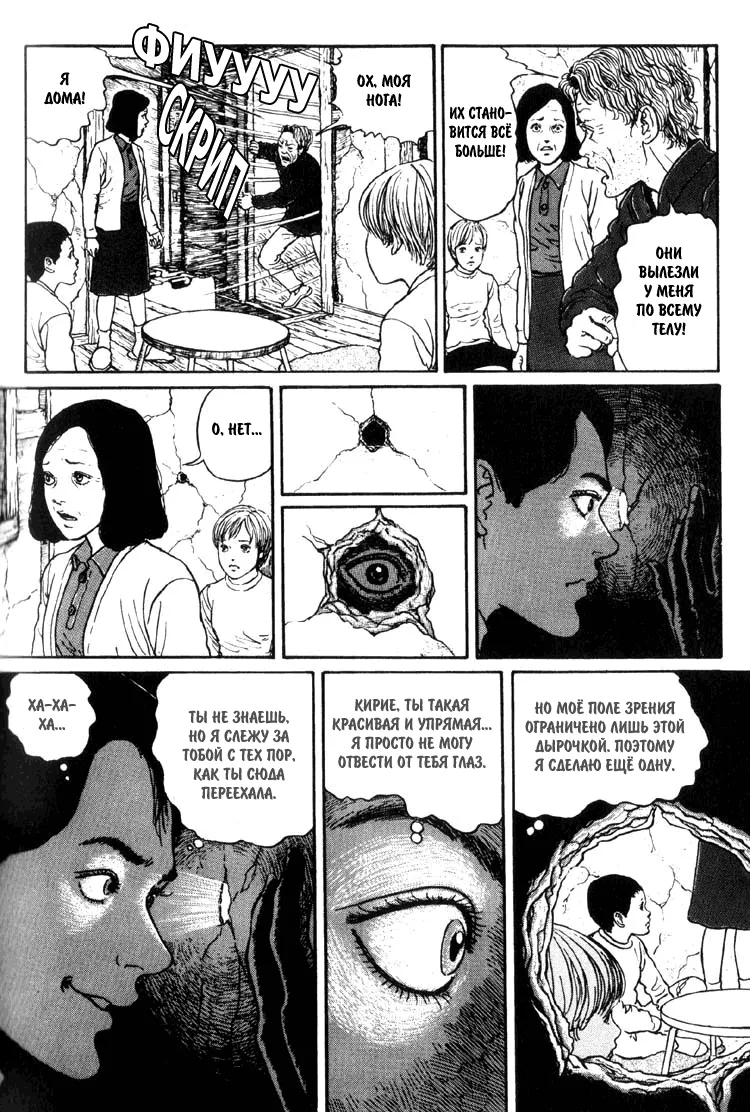 Я
ДОМА!
ФИУУУУ
СКРИП
ОХ, МОЯ
НОГА!
ИХ СТАНО-
ВИТСЯ ВСЁ
БОЛЬШЕ!
ОНИ
ВЫЛЕЗЛИ
У МЕНЯ
ПО ВСЕМУ
ТЕЛУ!
О, НЕТ...
ХА-ХА-
ХА...
ТЫ НЕ ЗНАЕШЬ,
НО Я СЛЕЖУ ЗА
ТОБОЙ С ТЕХ ПОР,
КАК ТЫ СЮДА
ПЕРЕЕХАЛА.
КИРИЕ, ТЫ ТАКАЯ
КРАСИВАЯ И УПРЯМАЯ...
Я ПРОСТО НЕ МОГУ
ОТВЕСТИ ОТ ТЕБЯ ГЛАЗ.
НО МОЁ ПОЛЕ ЗРЕНИЯ
ОГРАНИЧЕНО ЛИШЬ ЭТОЙ
ДЫРОЧКОЙ. ПОЭТОМУ
Я СДЕЛАЮ ЕЩЁ ОДНУ.